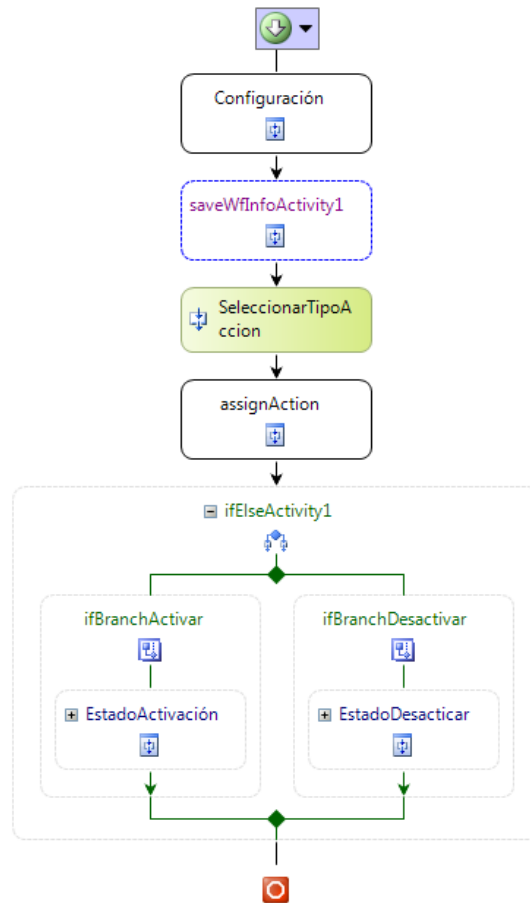 Configuración
saveWfInfoActivity1
SeleccionarTipoA
ccion
assignAction
ifElseActivity1
ifBranchActivar
ifBranchDesactivar
EstadoActivación
EstadoDesacticar